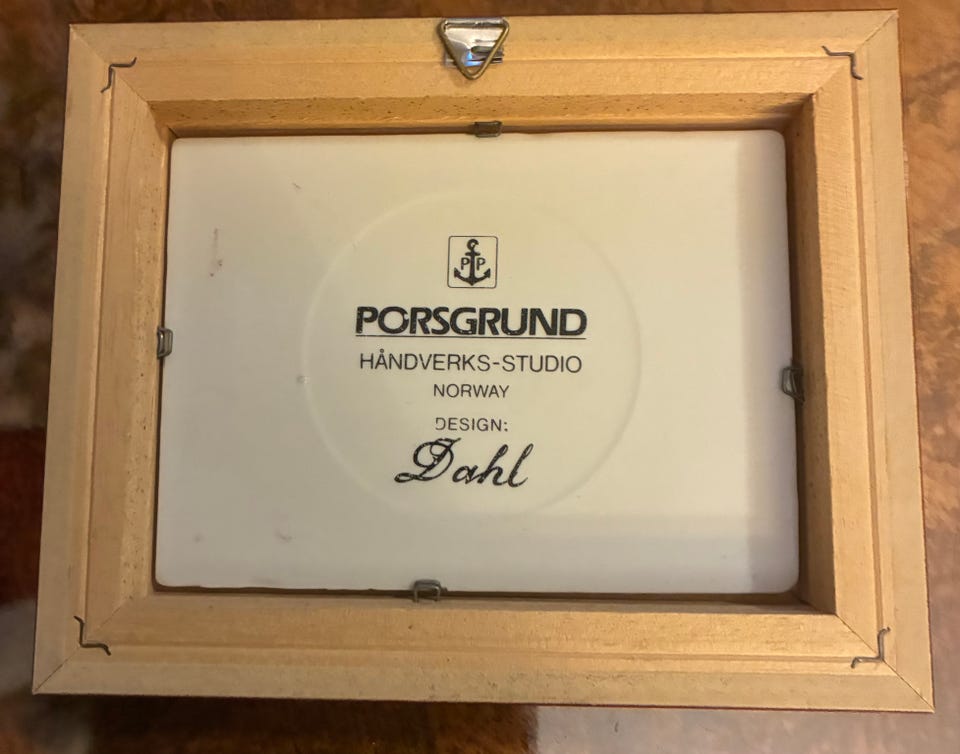 P P
PORSGRUND
HÅNDVERKS-STUDIO
NORWAY
DESIGN:
Dahl